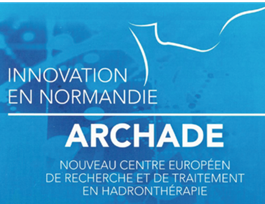 INNOVATION
EN NORMANDIE
ARCHADE
NOUVEAU CENTRE EUROPÉEN
DE RECHERCHE ET DE TRAITEMENT
EN HADRONTHÉRAPIE